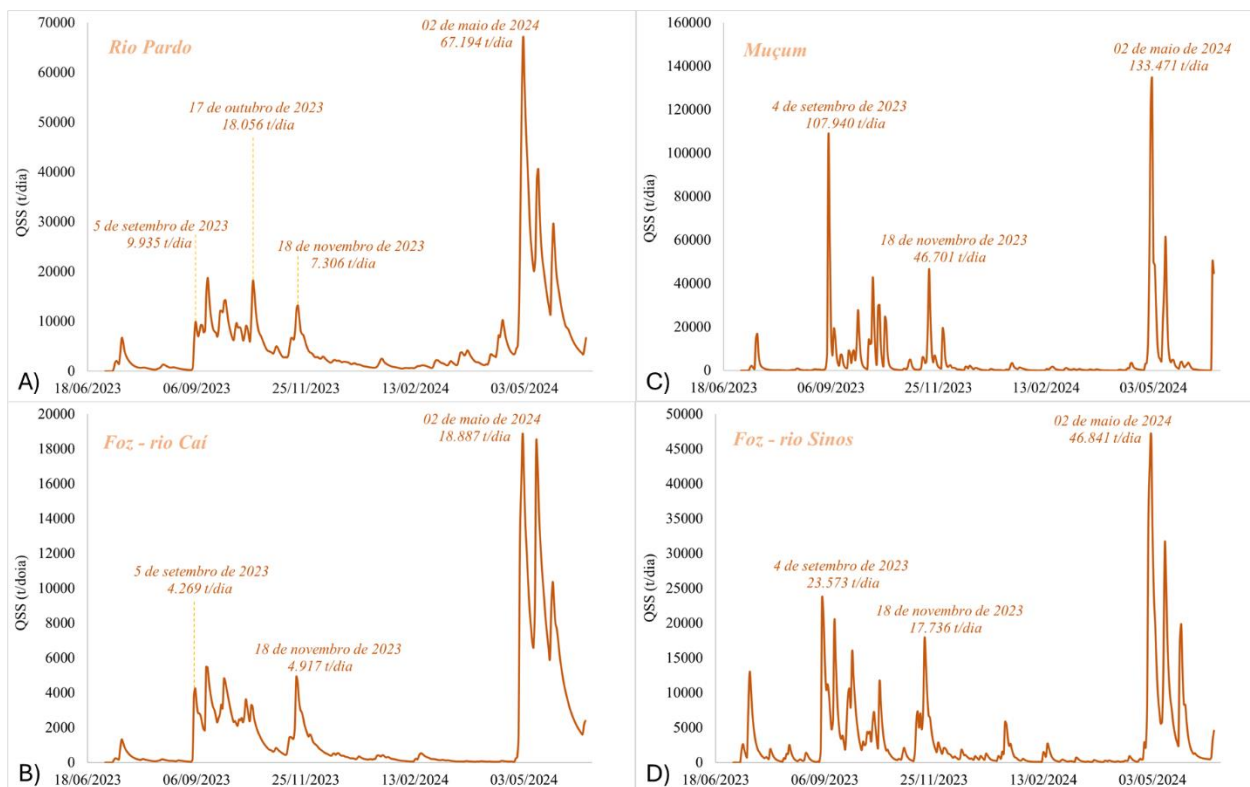 Rio Pardo
02 de maio de 2024
67.194 t/dia
17 de outubro de 2023
18.056 t/dia
5 de setembro de 2023
9.935 t/dia
18 de novembro de 2023
7.306 t/dia
QSS (t/dia)
70000
60000
50000
40000
30000
20000
10000
0
A)
18/06/2023 06/09/2023 25/11/2023 13/02/2024 03/05/2024
Muçum
02 de maio de 2024
133.471 t/dia
4 de setembro de 2023
107.940 t/dia
18 de novembro de 2023
46.701 t/dia
QSS (t/dia)
160000
140000
120000
100000
80000
60000
40000
20000
0
C)
18/06/2023 06/09/2023 25/11/2023 13/02/2024 03/05/2024
Foz - rio Caí
02 de maio de 2024
18.887 t/dia
5 de setembro de 2023
4.269 t/dia
18 de novembro de 2023
4.917 t/dia
QSS (t/doia)
20000
18000
16000
14000
12000
10000
8000
6000
4000
2000
0
B)
18/06/2023 06/09/2023 25/11/2023 13/02/2024 03/05/2024
Foz - rio Sinos
02 de maio de 2024
46.841 t/dia
4 de setembro de 2023
23.573 t/dia
18 de novembro de 2023
17.736 t/dia
QSS (t/dia)
50000
45000
40000
35000
30000
25000
20000
15000
10000
5000
0
D)
18/06/2023 06/09/2023 25/11/2023 13/02/2024 03/05/2024